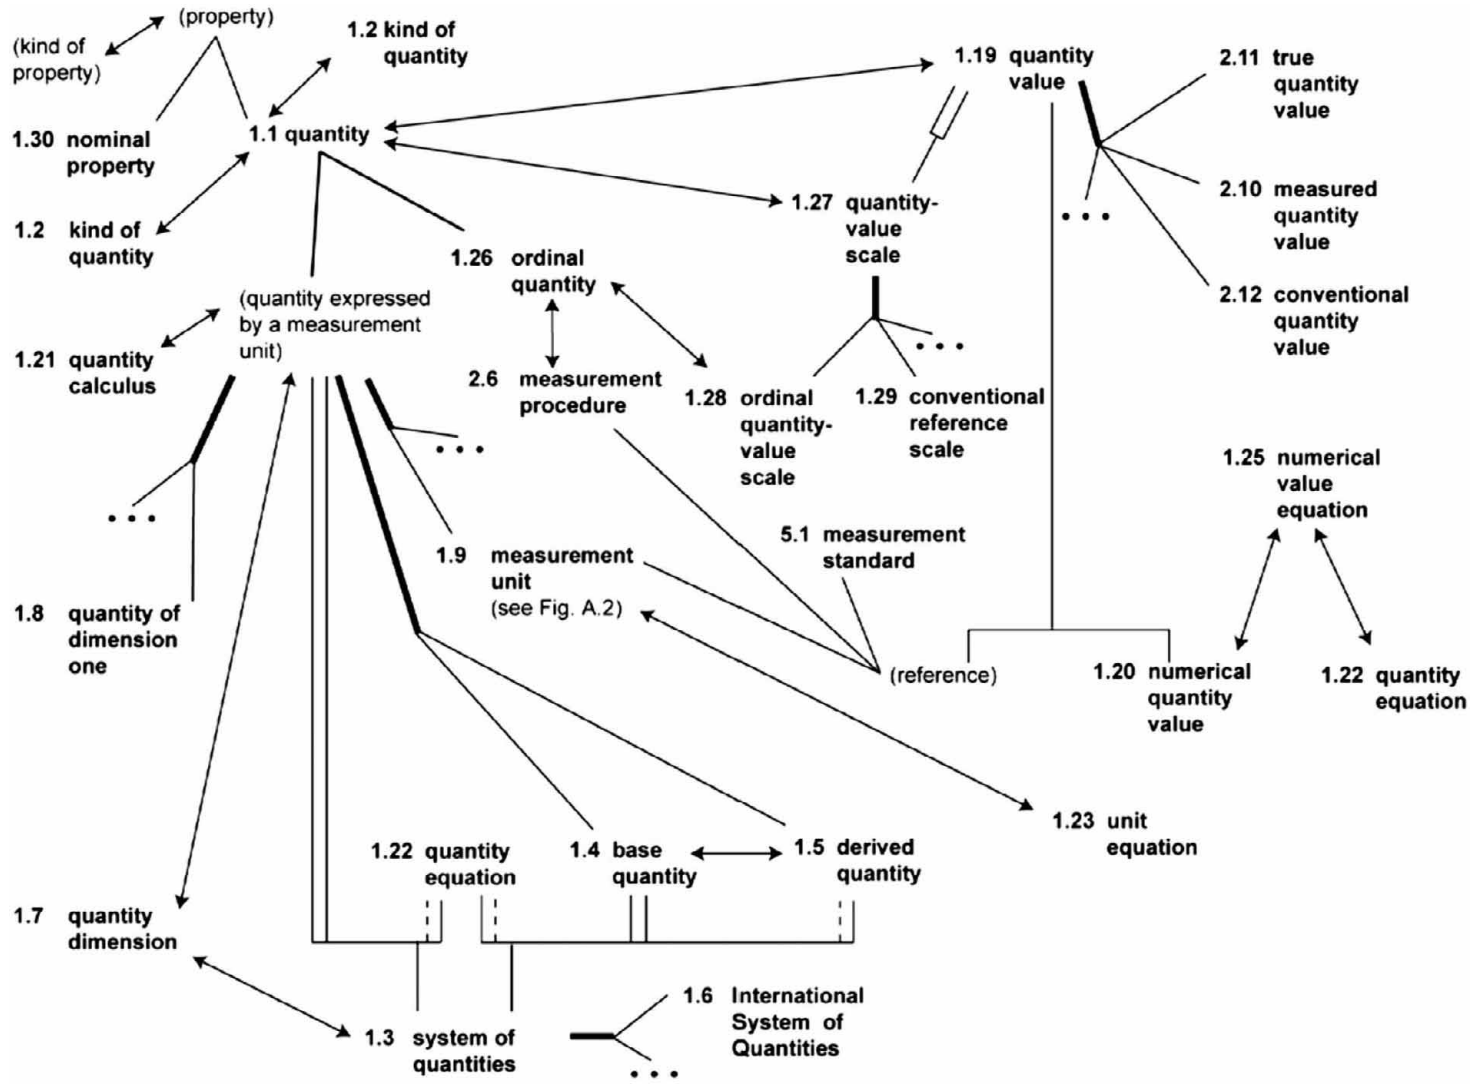 (property)
(kind of
property)
1.2 kind of
quantity
1.19 quantity
value
2.11 true
quantity
value
1.30 nominal
property
1.1 quantity
1.27 quantity-
value
scale
2.10 measured
quantity
value
• • •
1.2 kind of
quantity
1.26 ordinal
quantity
2.12 conventional
quantity
value
(quantity expressed
by a measurement
unit)
1.21 quantity
calculus
• • •
2.6 measurement
procedure
1.28 ordinal
quantity-
value
scale
1.29 conventional
reference
scale
• • •
1.25 numerical
value
equation
• • •
1.9 measurement
unit
(see Fig. A.2)
5.1 measurement
standard
1.8 quantity of
dimension
one
(reference)
1.20 numerical
quantity
value
1.22 quantity
equation
1.23 unit
equation
1.22 quantity
equation
1.4 base
quantity
1.5 derived
quantity
1.7 quantity
dimension
1.3 system of
quantities
1.6 International
System of
Quantities
• • •